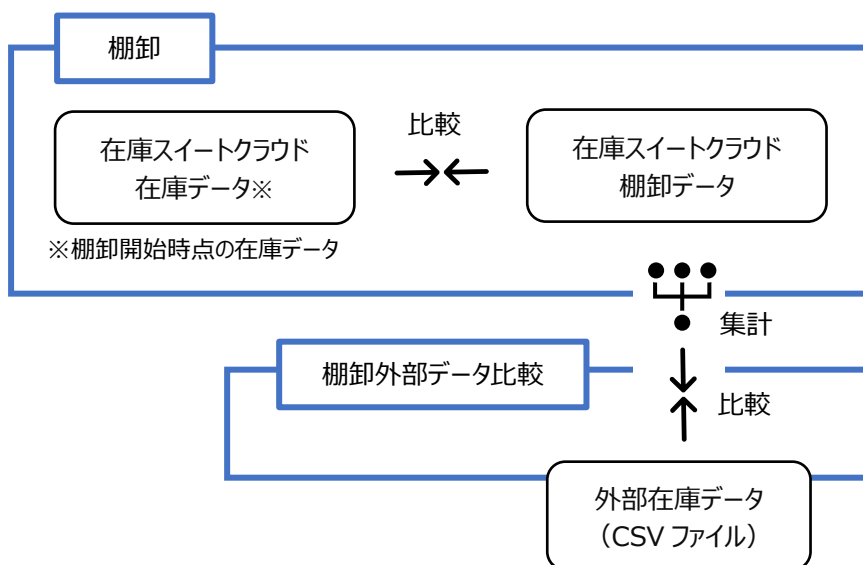 棚卸
在庫スイートクラウド
在庫データ※
比較
在庫スイートクラウド
棚卸データ
※棚卸開始時点の在庫データ
集計
棚卸外部データ比較
比較
外部在庫データ
（CSV ファイル）